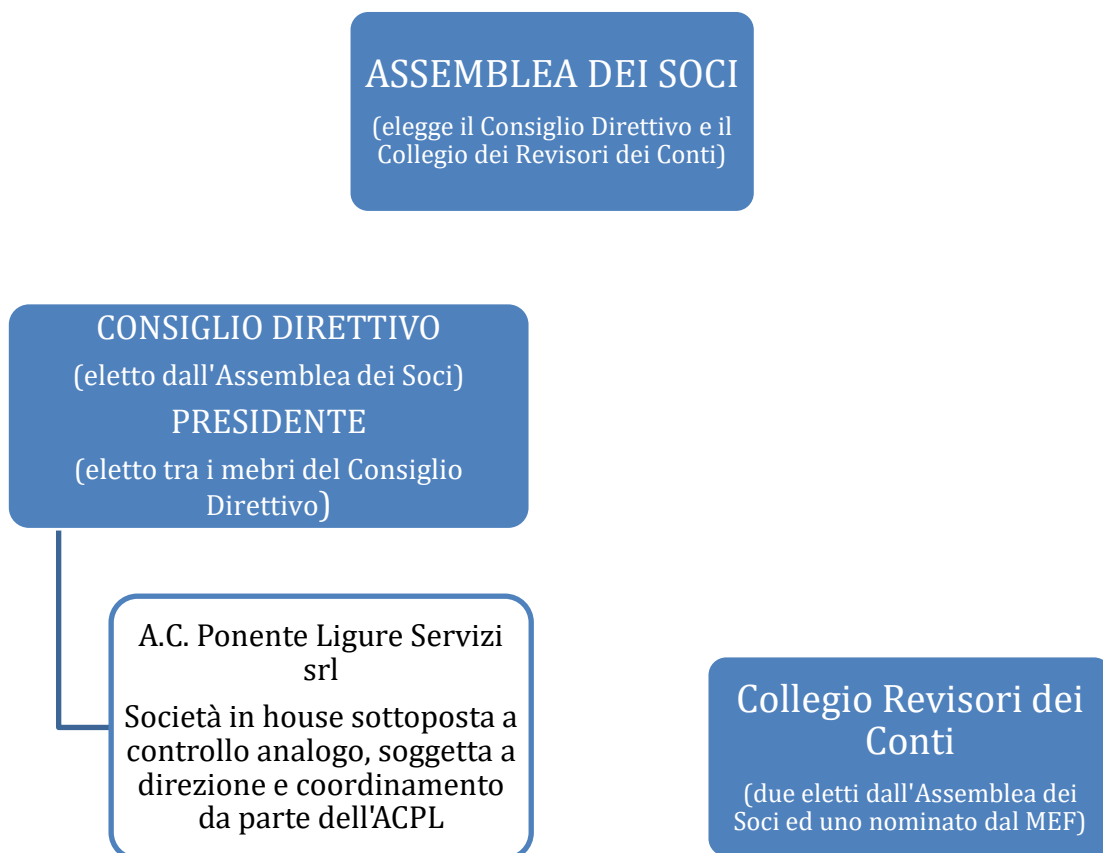 ASSEMBLEA DEI SOCI
(elegge il Consiglio Direttivo e il
Collegio dei Revisori dei Conti)
CONSIGLIO DIRETTIVO
(eletto dall'Assemblea dei Soci)
PRESIDENTE
(eletto tra i mebri del Consiglio
Direttivo)
A.C. Ponente Ligure Servizi
srl
Società in house sottoposta a
controllo analogo, soggetta a
direzione e coordinamento
da parte dell'ACPL
Collegio Revisori dei
Conti
(due eletti dall'Assemblea dei
Soci ed uno nominato dal MEF)